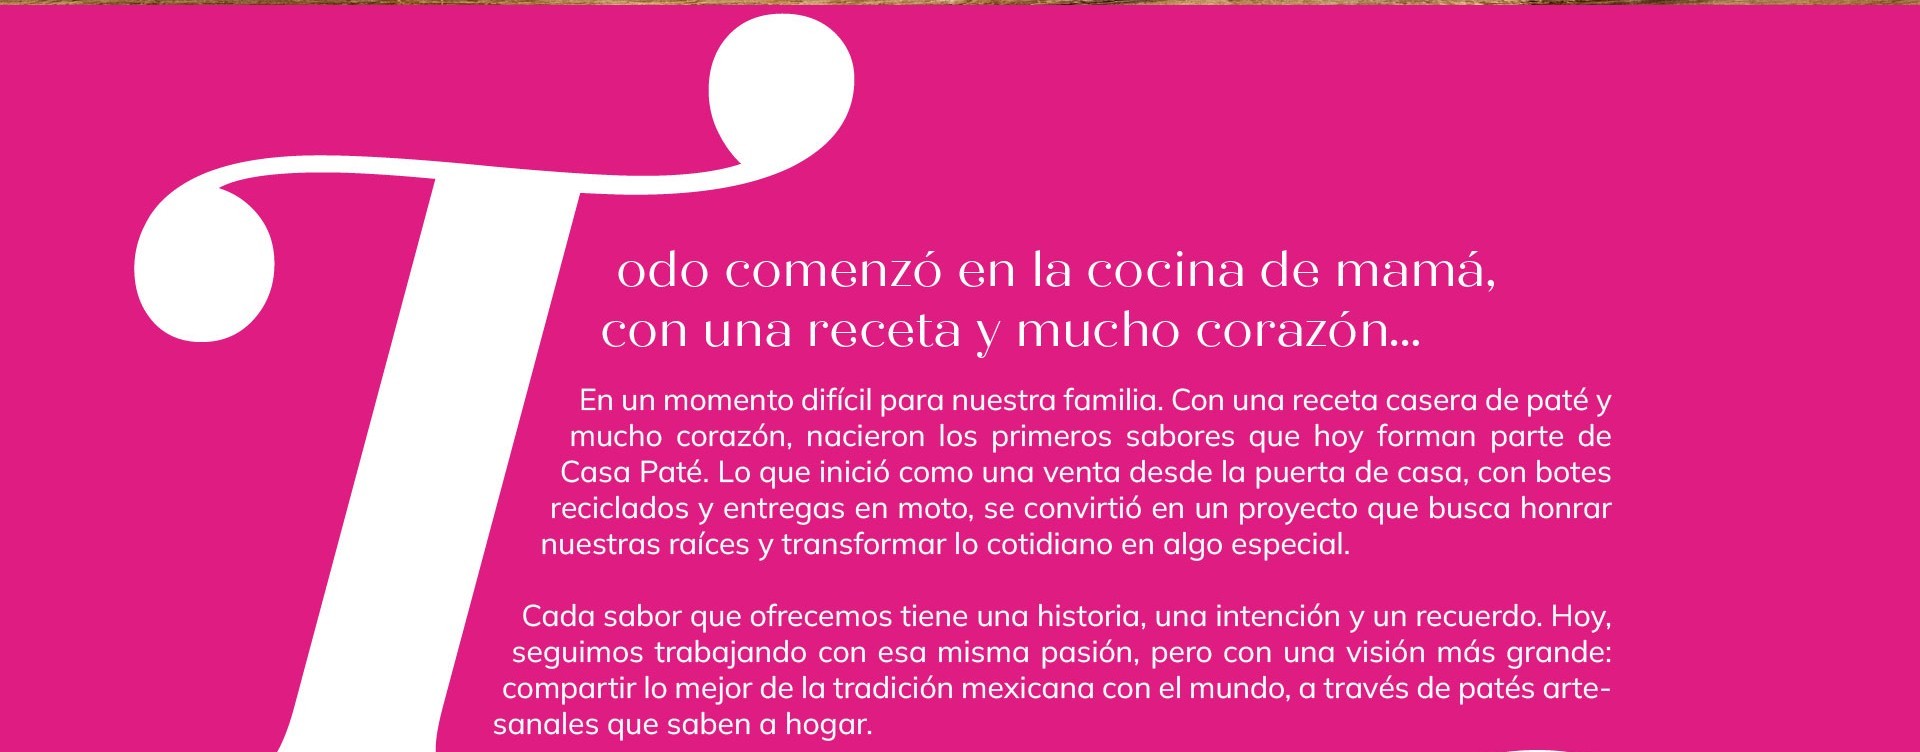 Todo comenzó en la cocina de mamá,
con una receta y mucho corazón...
En un momento difícil para nuestra familia. Con una receta casera de paté y
mucho corazón, nacieron los primeros sabores que hoy forman parte de
Casa Paté. Lo que inició como una venta desde la puerta de casa, con botes
reciclados y entregas en moto, se convirtió en un proyecto que busca honrar
nuestras raíces y transformar lo cotidiano en algo especial.
Cada sabor que ofrecemos tiene una historia, una intención y un recuerdo. Hoy,
seguimos trabajando con esa misma pasión, pero con una visión más grande:
compartir lo mejor de la tradición mexicana con el mundo, a través de patés arte-
sanales que saben a hogar.